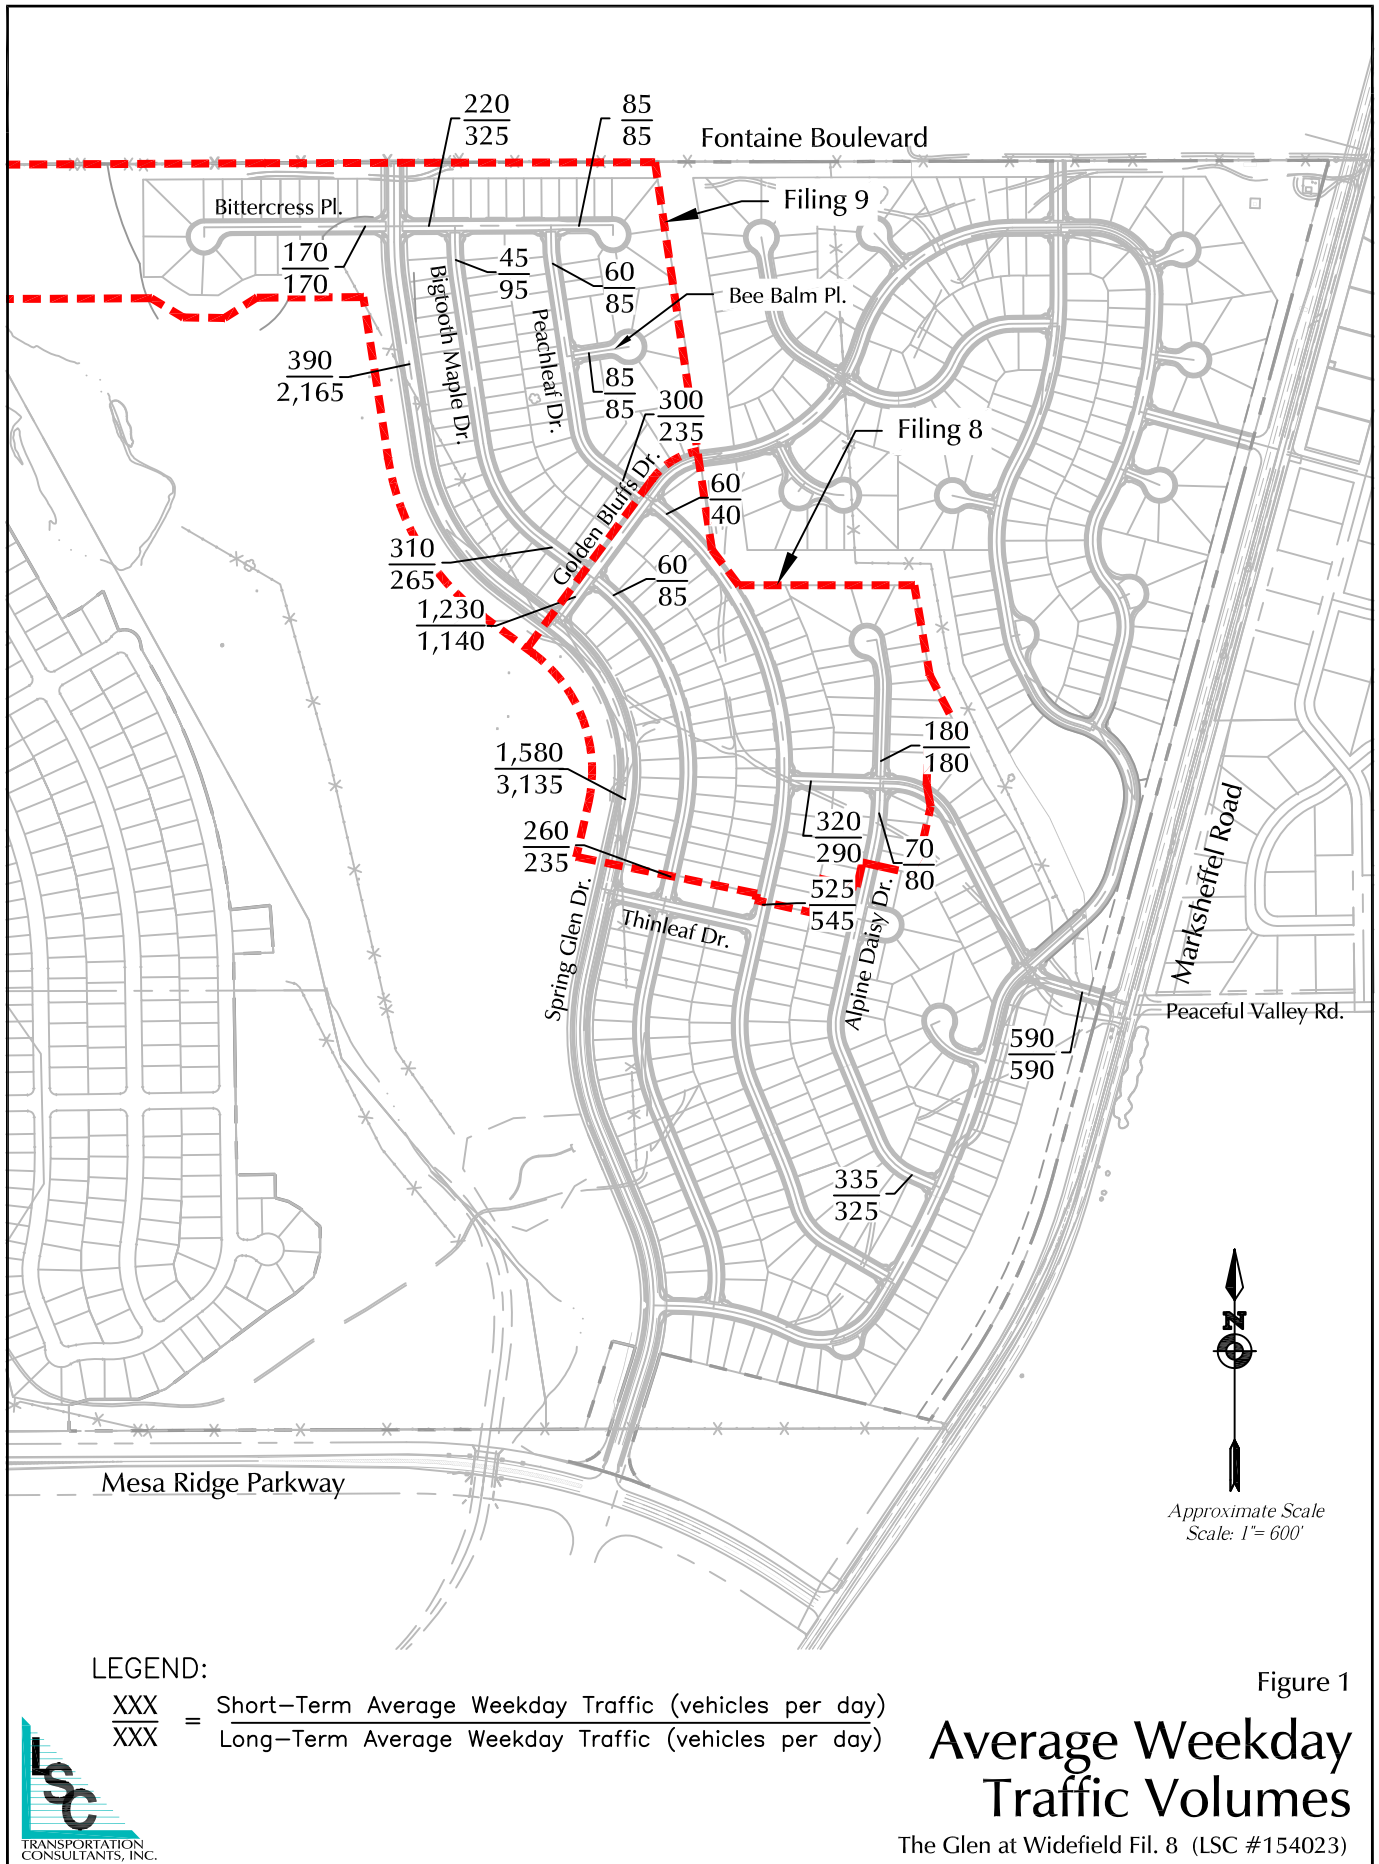 220
325
85
85
Fontaine Boulevard
Filing 9
Bittercress Pl.
170
170
Bigtooth Maple Dr.
45
95
Peachleaf Dr.
60
85
Bee Balm Pl.
390
2,165
85
85
300
235
Filing 8
Golden Bluffs Dr.
60
40
310
265
60
85
1,230
1,140
180
180
1,580
3,135
320
290
70
80
260
235
525
545
Spring Glen Dr.
Thinleaf Dr.
Alpine Daisy Dr.
Marksheffel Road
Peaceful Valley Rd.
590
590
335
325
N
Mesa Ridge Parkway
Approximate Scale
Scale: 1"= 600'
LEGEND:
XXX
XXX
=
Short-Term Average Weekday Traffic (vehicles per day)
Long-Term Average Weekday Traffic (vehicles per day)
Figure 1
Average Weekday
Traffic Volumes
The Glen at Widefield Fil. 8 (LSC #154023)
LSC
TRANSPORTATION
CONSULTANTS, INC.